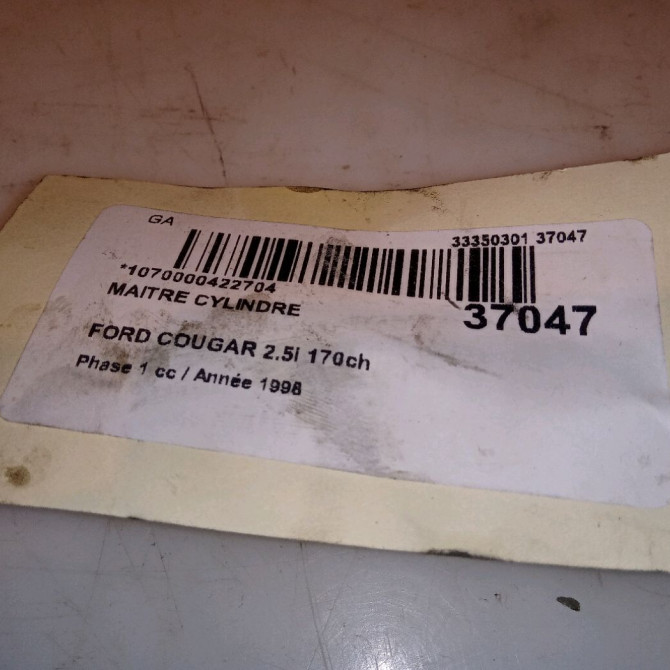 GA
33350301 37047
*1070000422704
MAITRE CYLINDRE
37047
FORD COUGAR 2.5i 170ch
Phase 1 cc / Année 1998